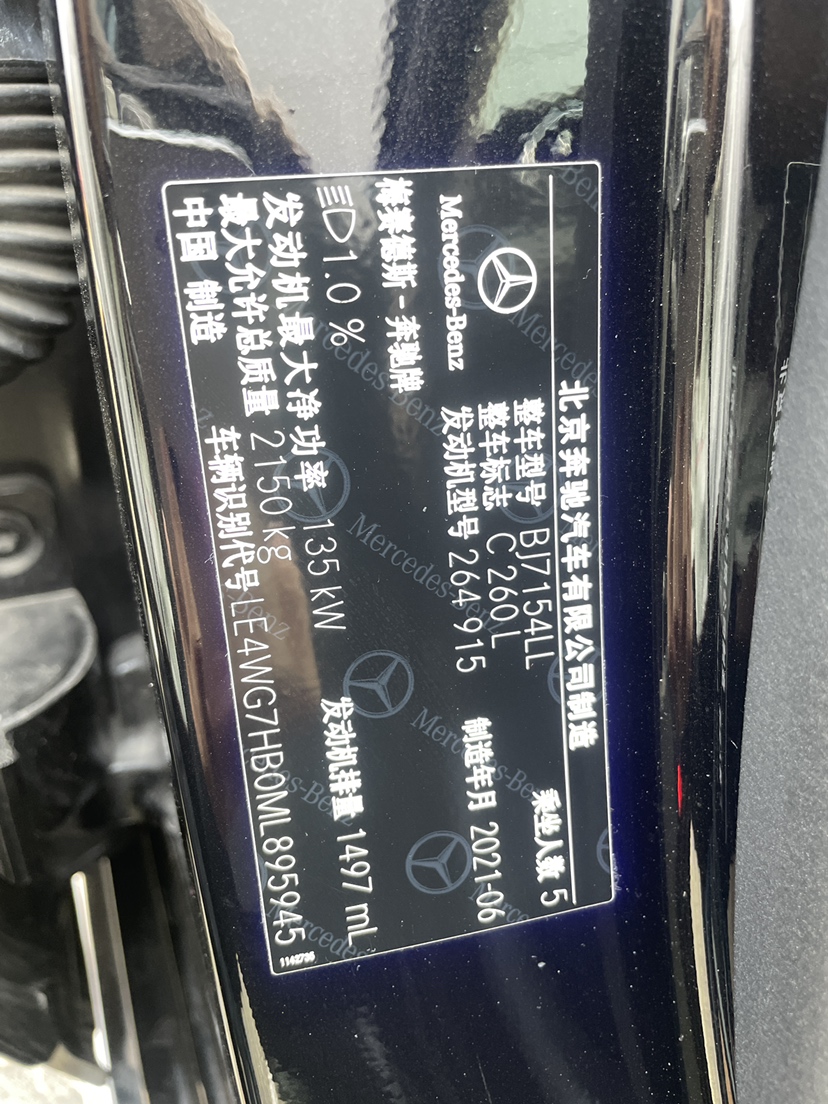 北京奔驰汽车有限公司制造
Mercedes-Benz
整车型号 BJ7154LL
乘坐人数 5
整车标志 C 260 L
梅赛德斯-奔驰牌
发动机型号 264 915
制造年月 2021-06
1.0 %
发动机最大净功率 135 kW
发动机排量 1497 mL
最大允许总质量 2150 kg
中国 制造
车辆识别代号 LE4WG7HB0ML895945
1142735